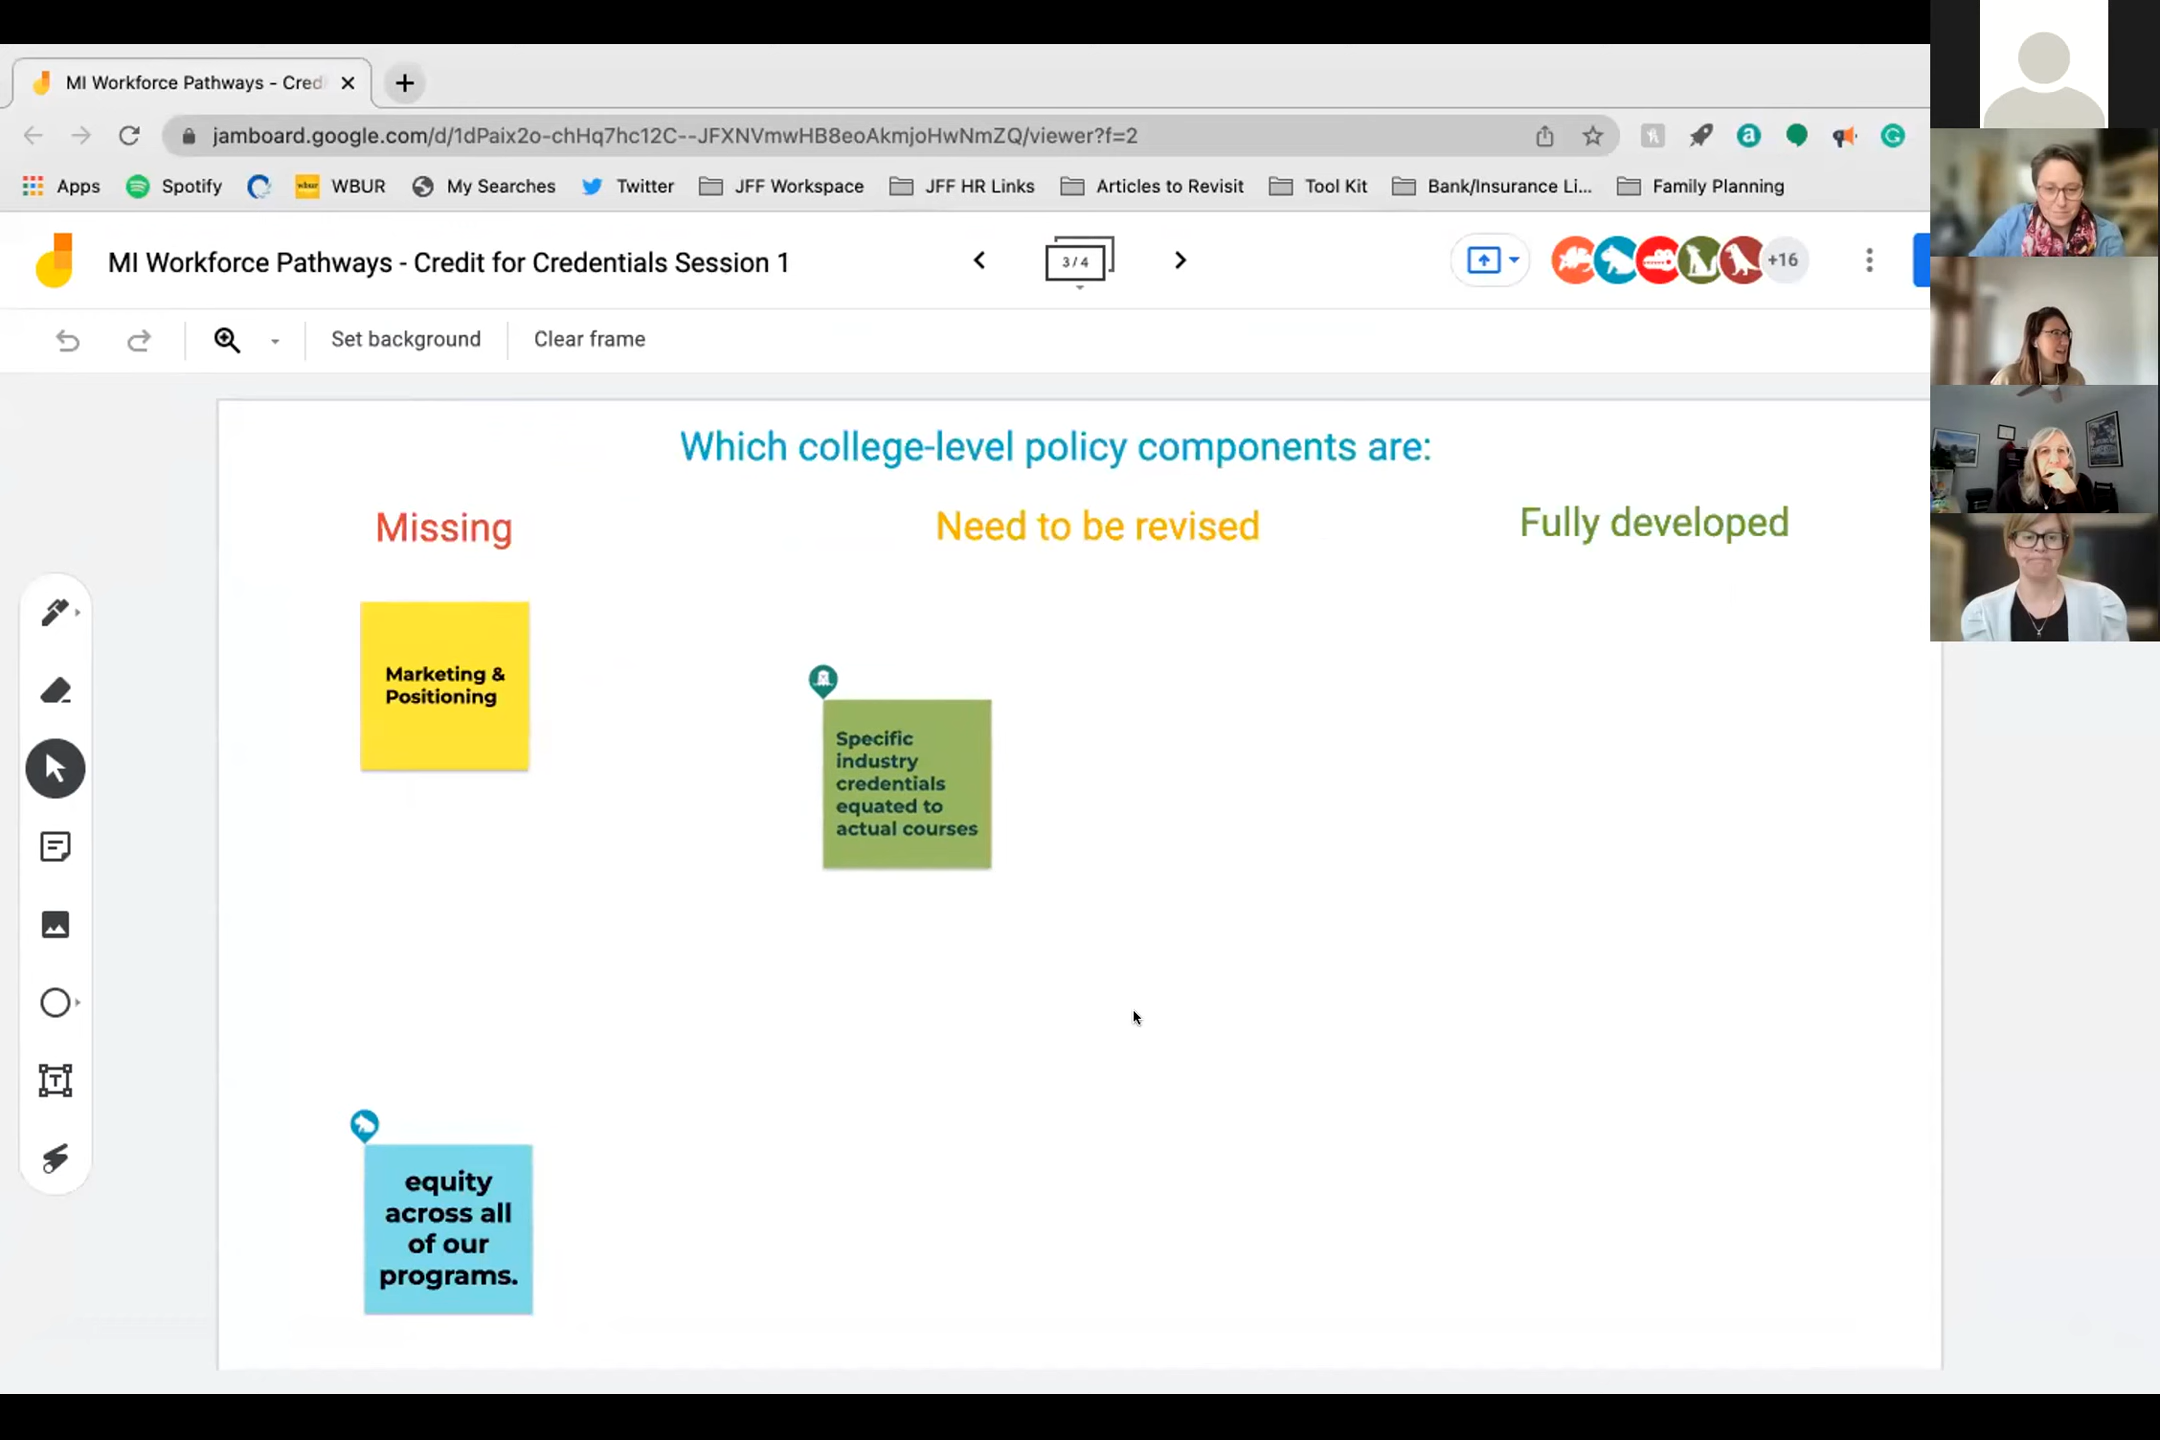 MI Workforce Pathways - Cred
jamboard.google.com/d/1dPaix2o-chHq7hc12C--JFXNVmwHB8eoAkmjoHwNmZQ/viewer?f=2
Apps Spotify WBUR My Searches Twitter JFF Workspace JFF HR Links Articles to Revisit Tool Kit Bank/Insurance Li... Family Planning
MI Workforce Pathways - Credit for Credentials Session 1
3/4
+16
Set background Clear frame
Which college-level policy components are:
Missing
Need to be revised
Fully developed
Marketing &
Positioning
Specific
industry
credentials
equated to
actual courses
equity
across all
of our
programs.